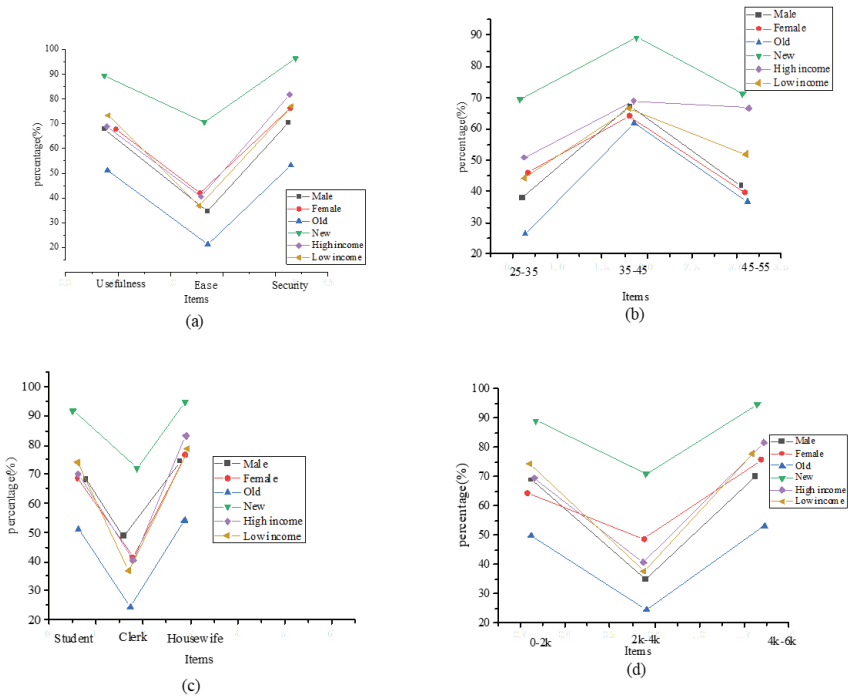 100
90
80
70
60
50
40
30
20
percentage(%)
Male
Female
Old
New
High income
Low income
Usefulness Ease Security
Items
(a)
90
80
70
60
50
40
30
20
percentage(%)
Male
Female
Old
New
High income
Low income
25-35 35-45 45-55
Items
(b)
100
90
80
70
60
50
40
30
20
percentage(%)
Male
Female
Old
New
High income
Low income
Student Clerk Housewife
Items
(c)
100
90
80
70
60
50
40
30
20
percentage(%)
Male
Female
Old
New
High income
Low income
0-2k 2k-4k 4k-6k
Items
(d)